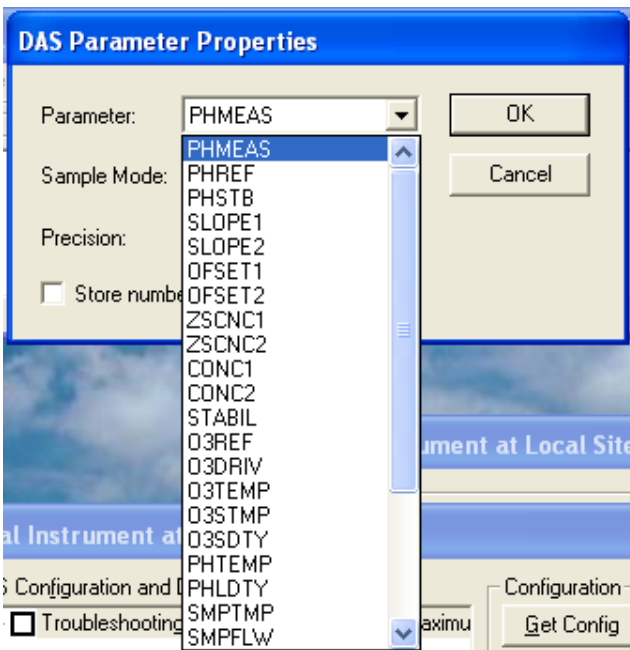 DAS Parameter Properties
Parameter:
PHMEAS
OK
Sample Mode:
Cancel
Precision:
Store numbe
PHMEAS
PHREF
PHSTB
SLOPE1
SLOPE2
OFSET1
OFSET2
ZSCNC1
ZSCNC2
CONC1
CONC2
STABIL
O3REF
O3DRIV
O3TEMP
O3STMP
O3SDTY
PHTEMP
PHLDTY
SMPTMP
SMPFLW
ument at Local Site
al Instrument at
S Configuration and D
Configuration
Troubleshooting
aximu
Get Config